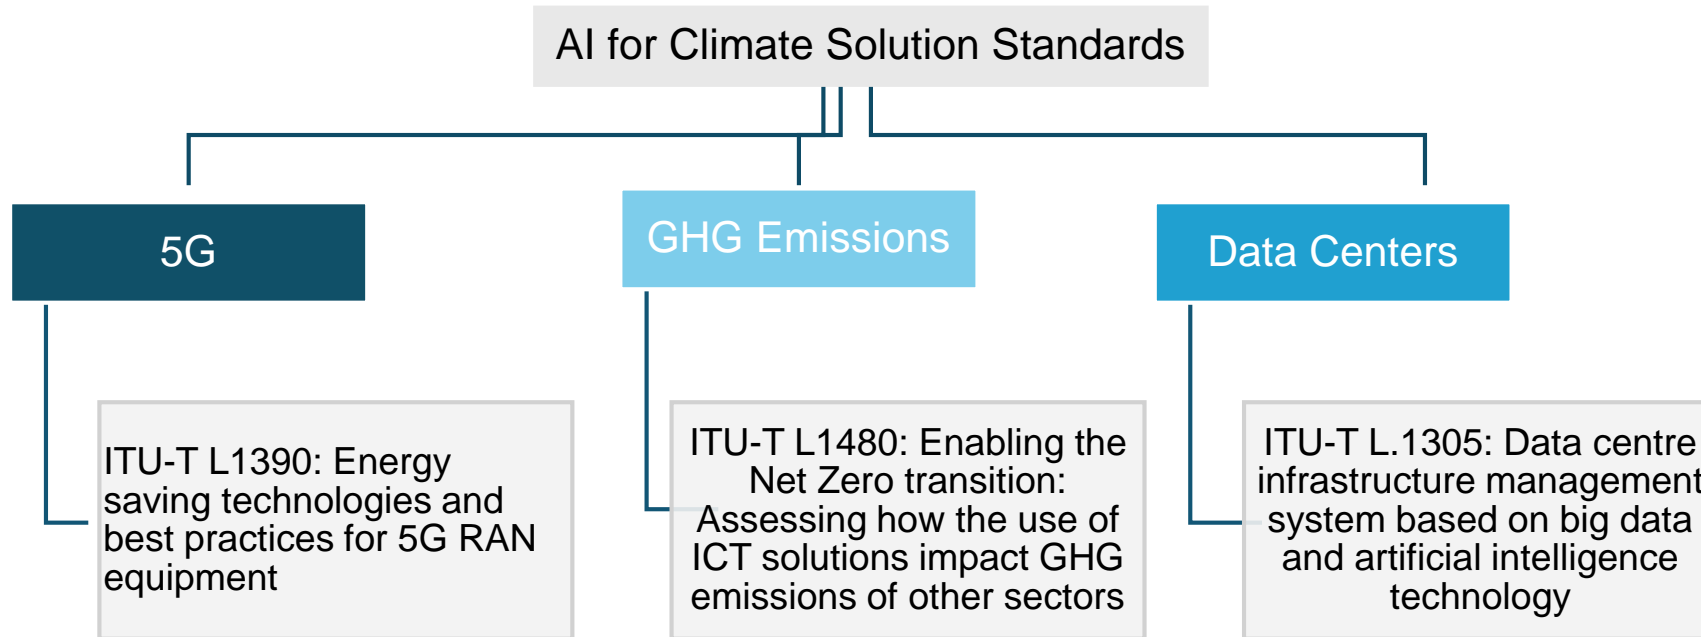 AI for Climate Solution Standards
5G
GHG Emissions
Data Centers
ITU-T L1390: Energy
saving technologies and
best practices for 5G RAN
equipment
ITU-T L1480: Enabling the
Net Zero transition:
Assessing how the use of
ICT solutions impact GHG
emissions of other sectors
ITU-T L.1305: Data centre
infrastructure management
system based on big data
and artificial intelligence
technology